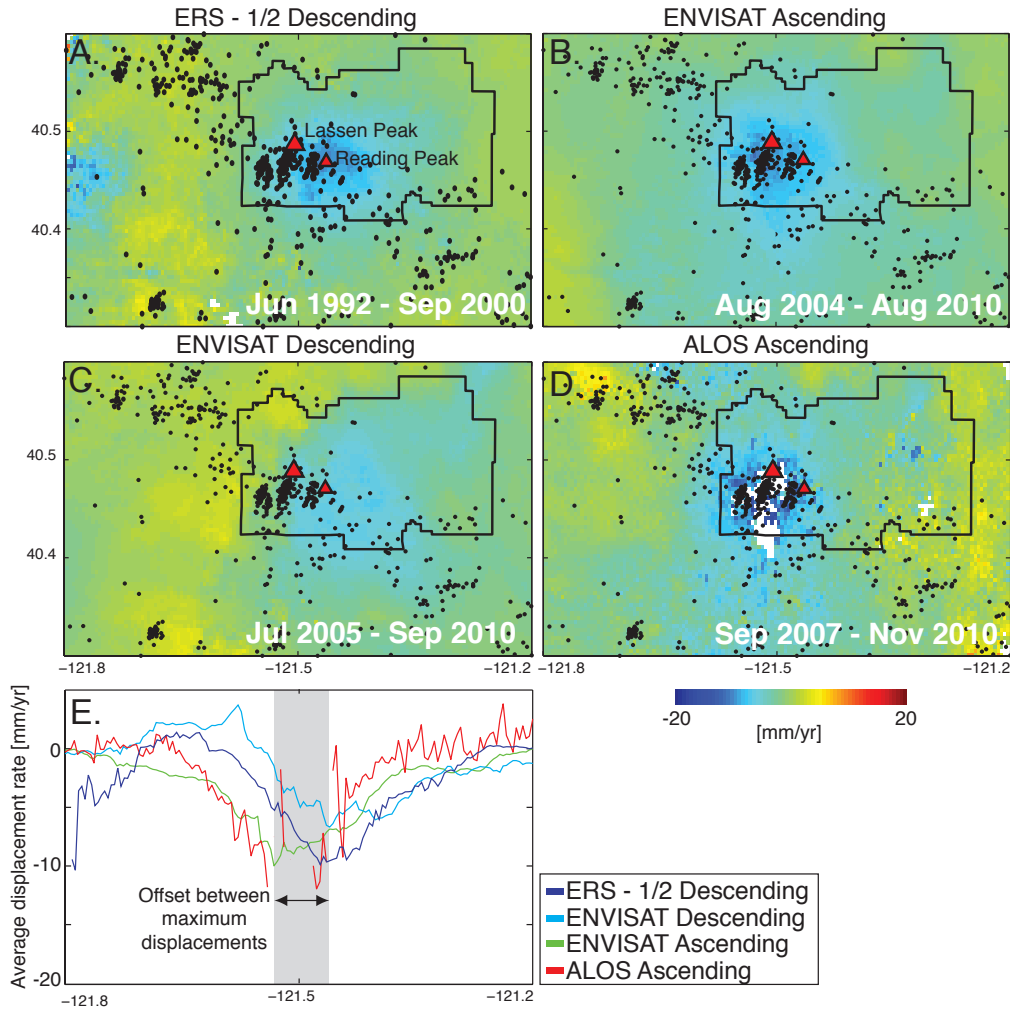 ERS - 1/2 Descending
ENVISAT Ascending
A
B
Lassen Peak
Reading Peak
40.5
40.4
Jun 1992 - Sep 2000
Aug 2004 - Aug 2010
ENVISAT Descending
ALOS Ascending
C
D
40.5
40.4
Jul 2005 - Sep 2010
Sep 2007 - Nov 2010
−121.8
−121.5
−121.2
−121.8
−121.5
−121.2
E.
Average displacement rate [mm/yr]
0
-5
-10
-20
Offset between
maximum
displacements
−121.8
−121.5
−121.2
-20
20
[mm/yr]
ERS - 1/2 Descending
ENVISAT Descending
ENVISAT Ascending
ALOS Ascending